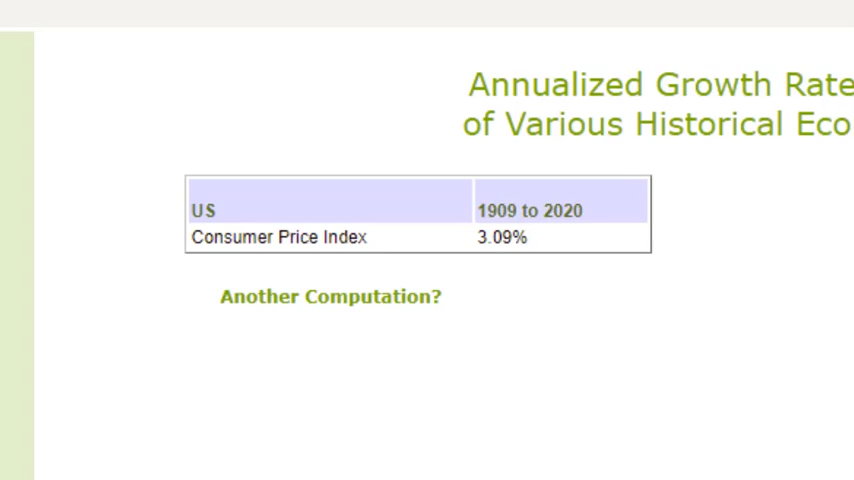 Annualized Growth Rate
of Various Historical Eco
US 1909 to 2020
Consumer Price Index 3.09%
Another Computation?